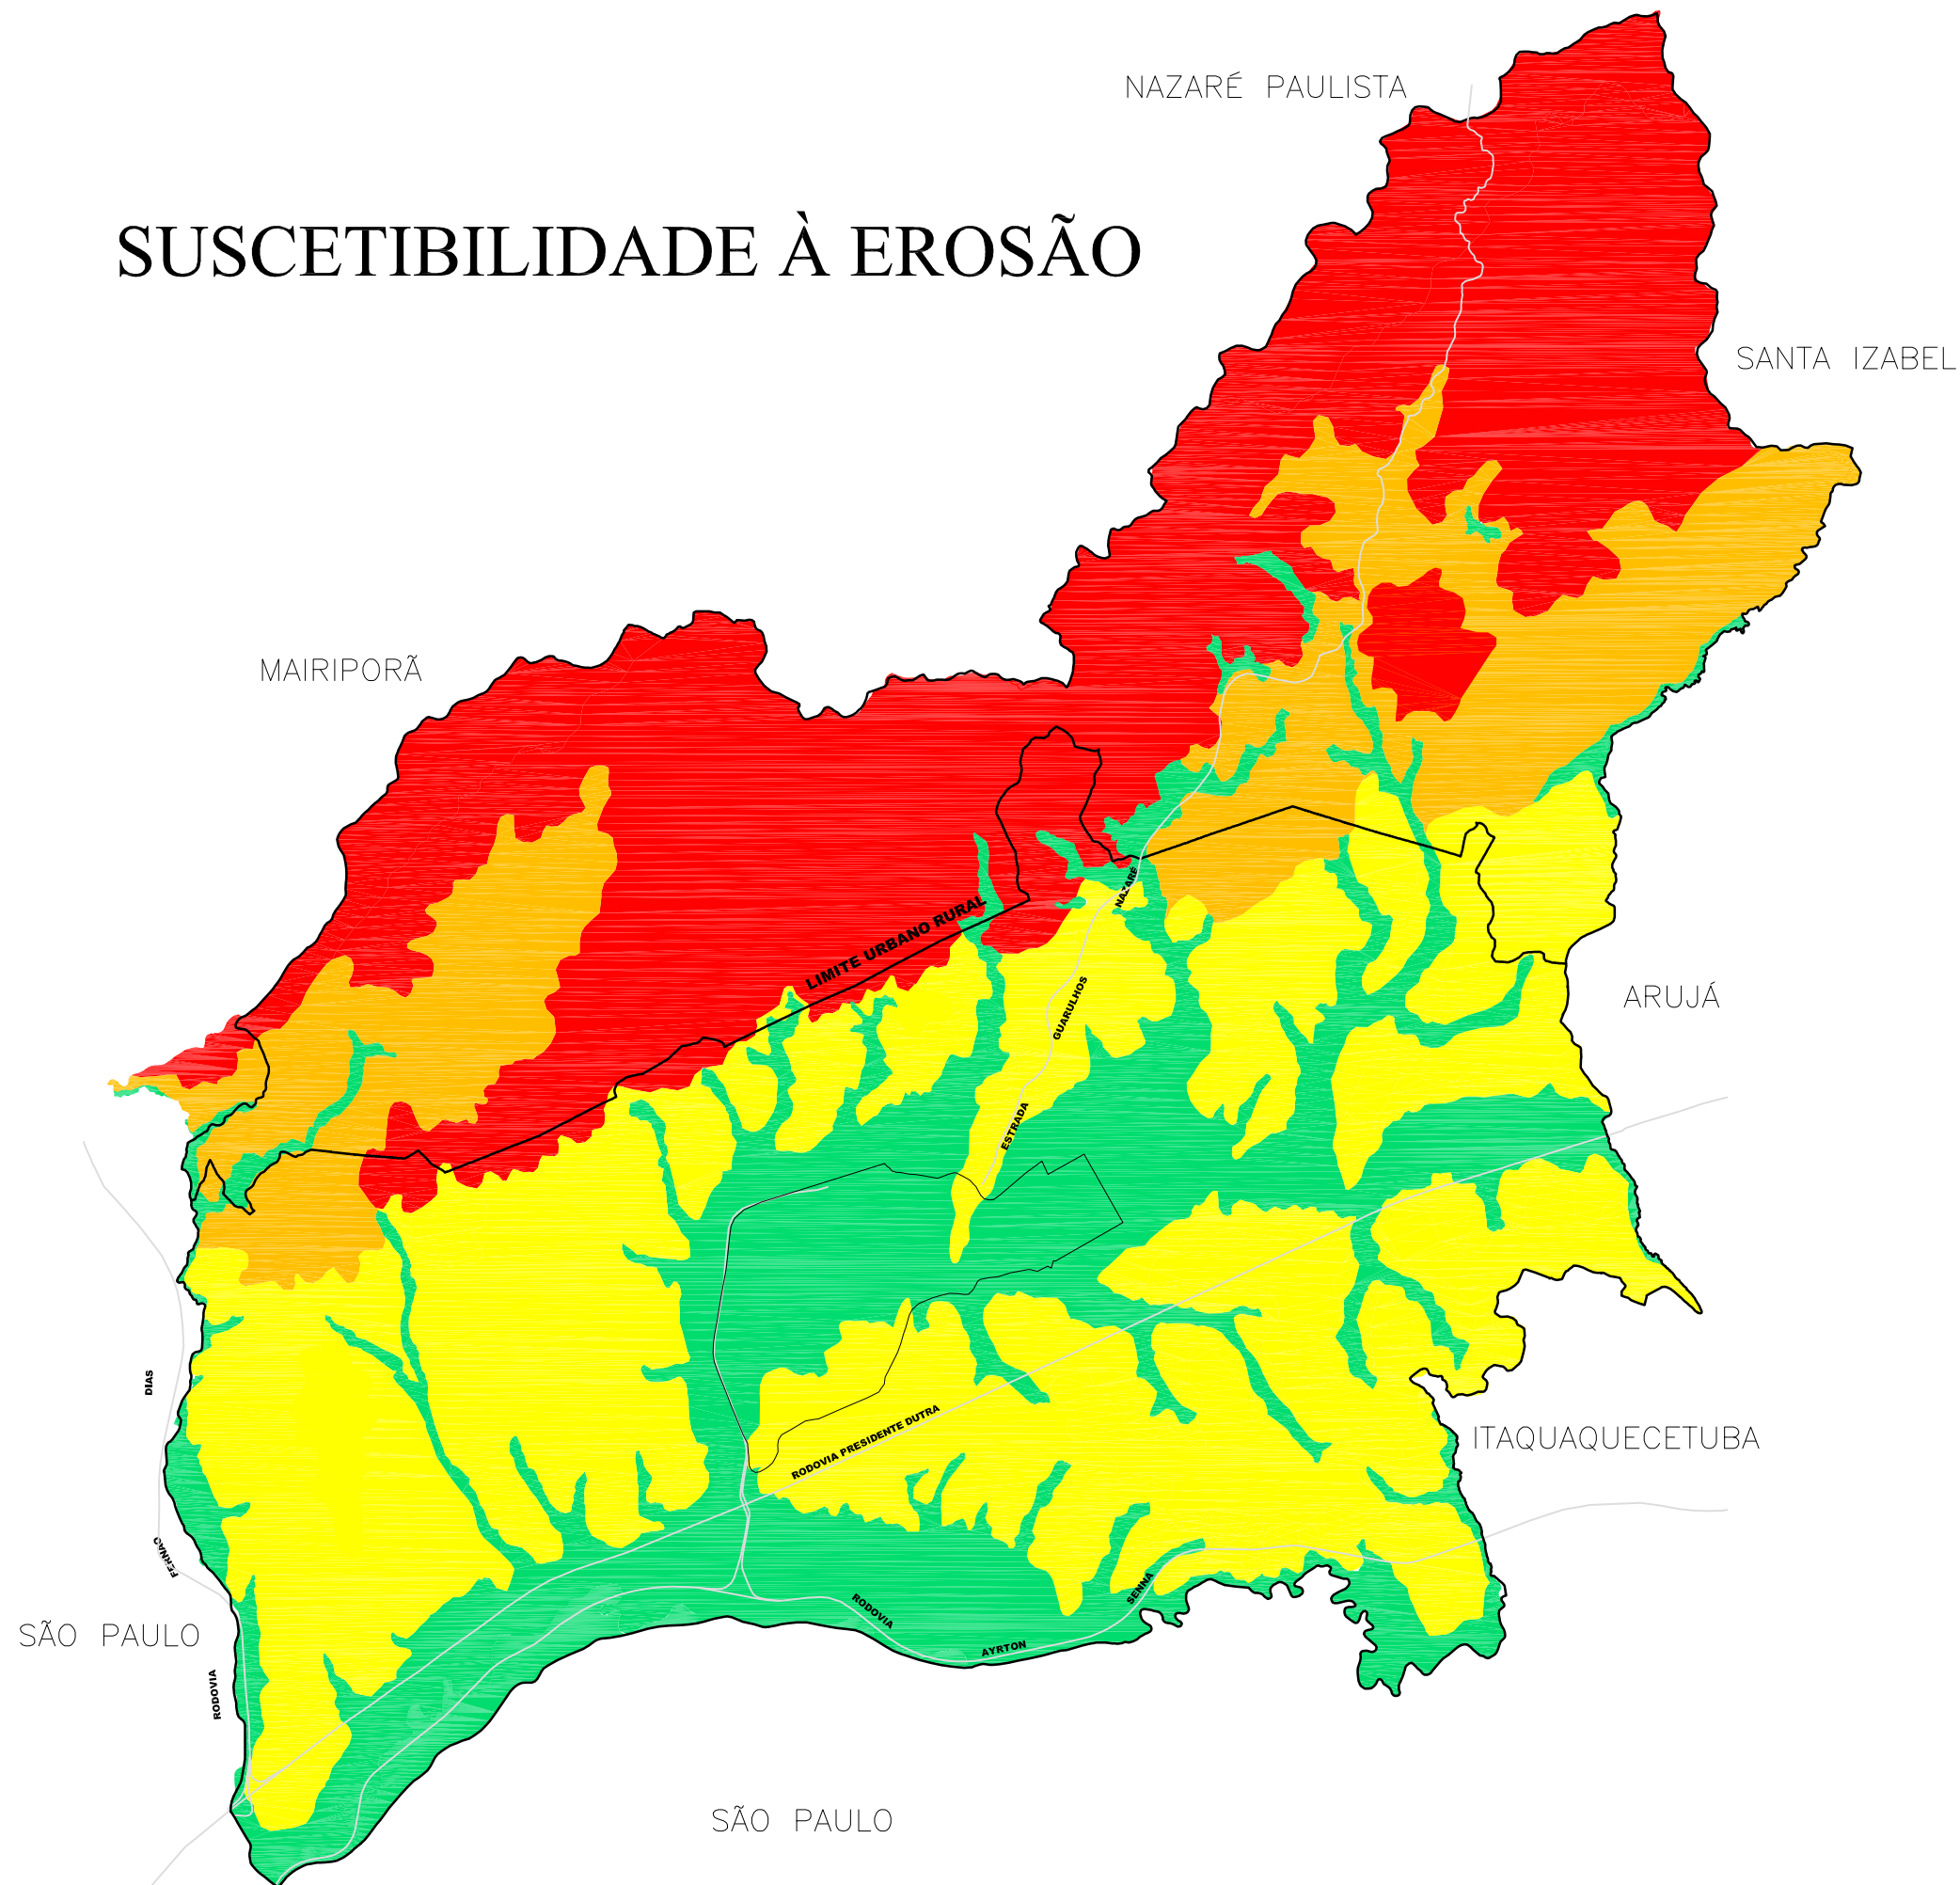 NAZARÉ PAULISTA
SUSCETIBILIDADE À EROSÃO
SANTA IZABEL
MAIRIPORÃ
NAZARÉ
LIMITE URBANO RURAL
GUARULHOS
ARUJÁ
ESTRADA
DIAS
RODOVIA PRESIDENTE DUTRA
ITAQUAQUECETUBA
FERNAO
SENNA
RODOVIA
SÃO PAULO
AYRTON
RODOVIA
SÃO PAULO